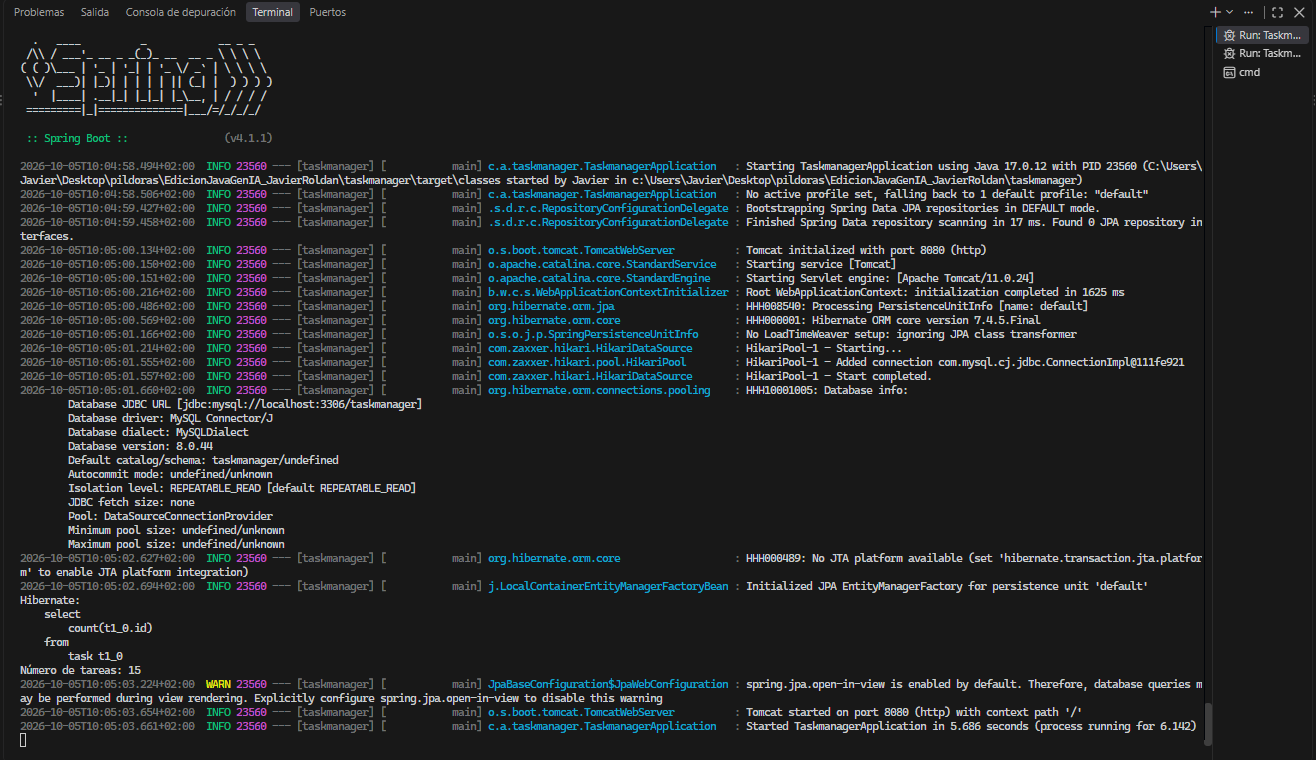 Problemas Salida Consola de depuración Terminal Puertos
Run: Taskm...
Run: Taskm...
cmd
  .   ____          _            __ _ _
 /\\ / ___'_ __ _ _(_)_ __  __ _ \ \ \ \
( ( )\___ | '_ | '_| | '_ \/ _` | \ \ \ \
 \\/  ___)| |_)| | | | | || (_| |  ) ) ) )
  '  |____| .__|_| |_|_| |_\__, | / / / /
 =========|_|==============|___/=/_/_/_/
 :: Spring Boot ::                (v4.1.1)
2026-10-05T10:04:58.494+02:00  INFO 23560 --- [taskmanager] [           main] c.a.taskmanager.TaskmanagerApplication   : Starting TaskmanagerApplication using Java 17.0.12 with PID 23560 (C:\Users\
Javier\Desktop\pildoras\EdicionJavaGenIA_JavierRoldan\taskmanager\target\classes started by Javier in c:\Users\Javier\Desktop\pildoras\EdicionJavaGenIA_JavierRoldan\taskmanager)
2026-10-05T10:04:58.506+02:00  INFO 23560 --- [taskmanager] [           main] c.a.taskmanager.TaskmanagerApplication   : No active profile set, falling back to 1 default profile: "default"
2026-10-05T10:04:59.427+02:00  INFO 23560 --- [taskmanager] [           main] .s.d.r.c.RepositoryConfigurationDelegate : Bootstrapping Spring Data JPA repositories in DEFAULT mode.
2026-10-05T10:04:59.458+02:00  INFO 23560 --- [taskmanager] [           main] .s.d.r.c.RepositoryConfigurationDelegate : Finished Spring Data repository scanning in 17 ms. Found 0 JPA repository in
terfaces.
2026-10-05T10:05:00.134+02:00  INFO 23560 --- [taskmanager] [           main] o.s.boot.tomcat.TomcatWebServer          : Tomcat initialized with port 8080 (http)
2026-10-05T10:05:00.150+02:00  INFO 23560 --- [taskmanager] [           main] o.apache.catalina.core.StandardService   : Starting service [Tomcat]
2026-10-05T10:05:00.151+02:00  INFO 23560 --- [taskmanager] [           main] o.apache.catalina.core.StandardEngine    : Starting Servlet engine: [Apache Tomcat/11.0.24]
2026-10-05T10:05:00.216+02:00  INFO 23560 --- [taskmanager] [           main] b.w.c.s.WebApplicationContextInitializer : Root WebApplicationContext: initialization completed in 1625 ms
2026-10-05T10:05:00.486+02:00  INFO 23560 --- [taskmanager] [           main] org.hibernate.orm.jpa                    : HHH008540: Processing PersistenceUnitInfo [name: default]
2026-10-05T10:05:00.569+02:00  INFO 23560 --- [taskmanager] [           main] org.hibernate.orm.core                   : HHH000001: Hibernate ORM core version 7.4.5.Final
2026-10-05T10:05:01.166+02:00  INFO 23560 --- [taskmanager] [           main] o.s.o.j.p.SpringPersistenceUnitInfo      : No LoadTimeWeaver setup: ignoring JPA class transformer
2026-10-05T10:05:01.214+02:00  INFO 23560 --- [taskmanager] [           main] com.zaxxer.hikari.HikariDataSource       : HikariPool-1 - Starting...
2026-10-05T10:05:01.555+02:00  INFO 23560 --- [taskmanager] [           main] com.zaxxer.hikari.pool.HikariPool        : HikariPool-1 - Added connection com.mysql.cj.jdbc.ConnectionImpl@111fe921
2026-10-05T10:05:01.557+02:00  INFO 23560 --- [taskmanager] [           main] com.zaxxer.hikari.HikariDataSource       : HikariPool-1 - Start completed.
2026-10-05T10:05:01.660+02:00  INFO 23560 --- [taskmanager] [           main] org.hibernate.orm.connections.pooling    : HHH10001005: Database info:
        Database JDBC URL [jdbc:mysql://localhost:3306/taskmanager]
        Database driver: MySQL Connector/J
        Database dialect: MySQLDialect
        Database version: 8.0.44
        Default catalog/schema: taskmanager/undefined
        Autocommit mode: undefined/unknown
        Isolation level: REPEATABLE_READ [default REPEATABLE_READ]
        JDBC fetch size: none
        Pool: DataSourceConnectionProvider
        Minimum pool size: undefined/unknown
        Maximum pool size: undefined/unknown
2026-10-05T10:05:02.627+02:00  INFO 23560 --- [taskmanager] [           main] org.hibernate.orm.core                   : HHH000489: No JTA platform available (set 'hibernate.transaction.jta.platfor
m' to enable JTA platform integration)
2026-10-05T10:05:02.694+02:00  INFO 23560 --- [taskmanager] [           main] j.LocalContainerEntityManagerFactoryBean : Initialized JPA EntityManagerFactory for persistence unit 'default'
Hibernate:
    select
        count(t1_0.id)
    from
        task t1_0
Número de tareas: 15
2026-10-05T10:05:03.224+02:00  WARN 23560 --- [taskmanager] [           main] JpaBaseConfiguration$JpaWebConfiguration : spring.jpa.open-in-view is enabled by default. Therefore, database queries m
ay be performed during view rendering. Explicitly configure spring.jpa.open-in-view to disable this warning
2026-10-05T10:05:03.654+02:00  INFO 23560 --- [taskmanager] [           main] o.s.boot.tomcat.TomcatWebServer          : Tomcat started on port 8080 (http) with context path '/'
2026-10-05T10:05:03.661+02:00  INFO 23560 --- [taskmanager] [           main] c.a.taskmanager.TaskmanagerApplication   : Started TaskmanagerApplication in 5.686 seconds (process running for 6.142)